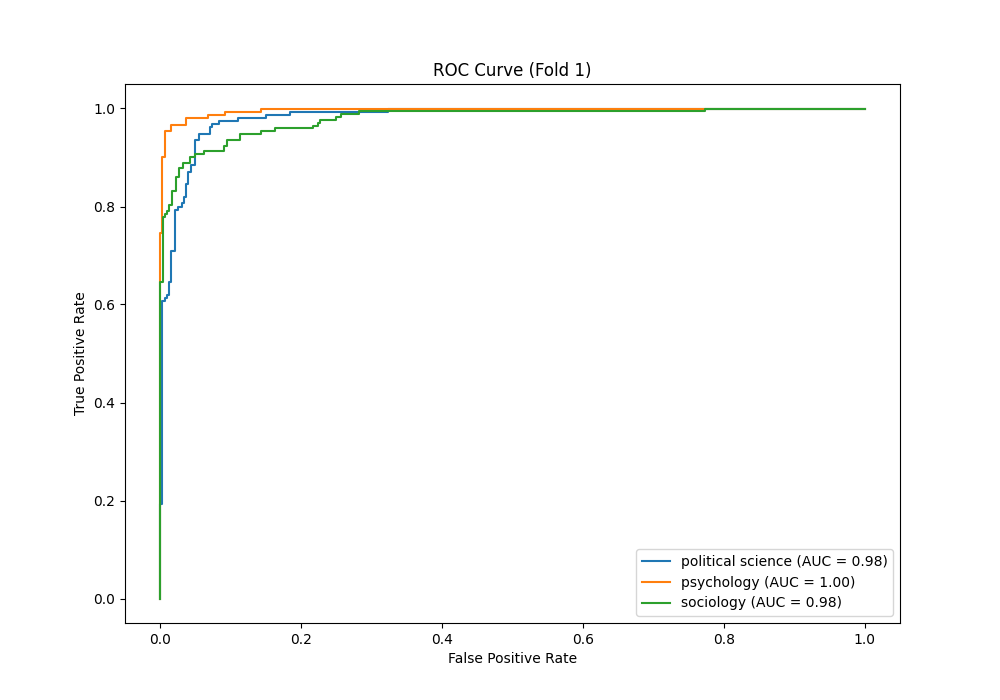 ROC Curve (Fold 1)
1.0
0.8
0.6
0.4
0.2
0.0
True Positive Rate
0.0 0.2 0.4 0.6 0.8 1.0
False Positive Rate
political science (AUC = 0.98)
psychology (AUC = 1.00)
sociology (AUC = 0.98)